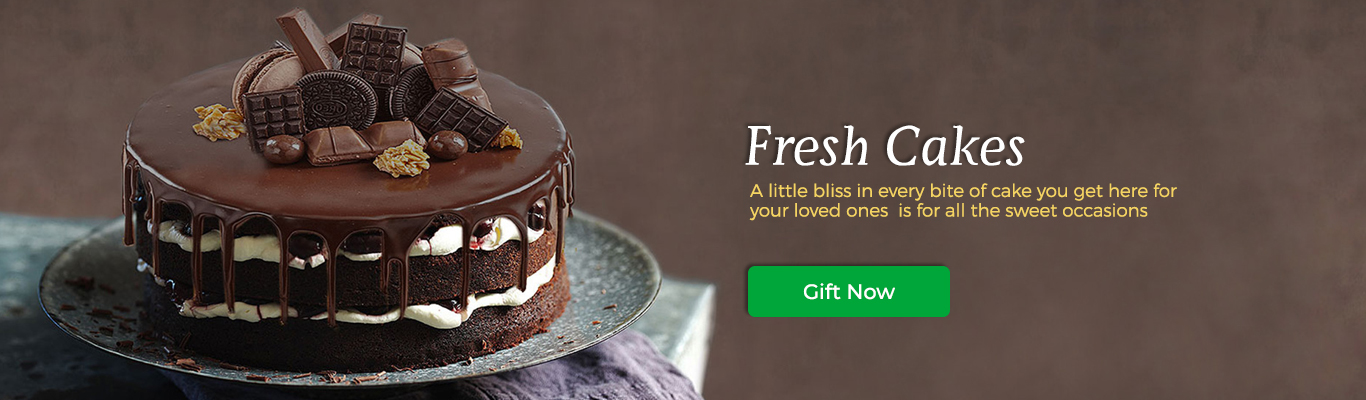 Fresh Cakes
A little bliss in every bite of cake you get here for
your loved ones  is for all the sweet occasions
Gift Now